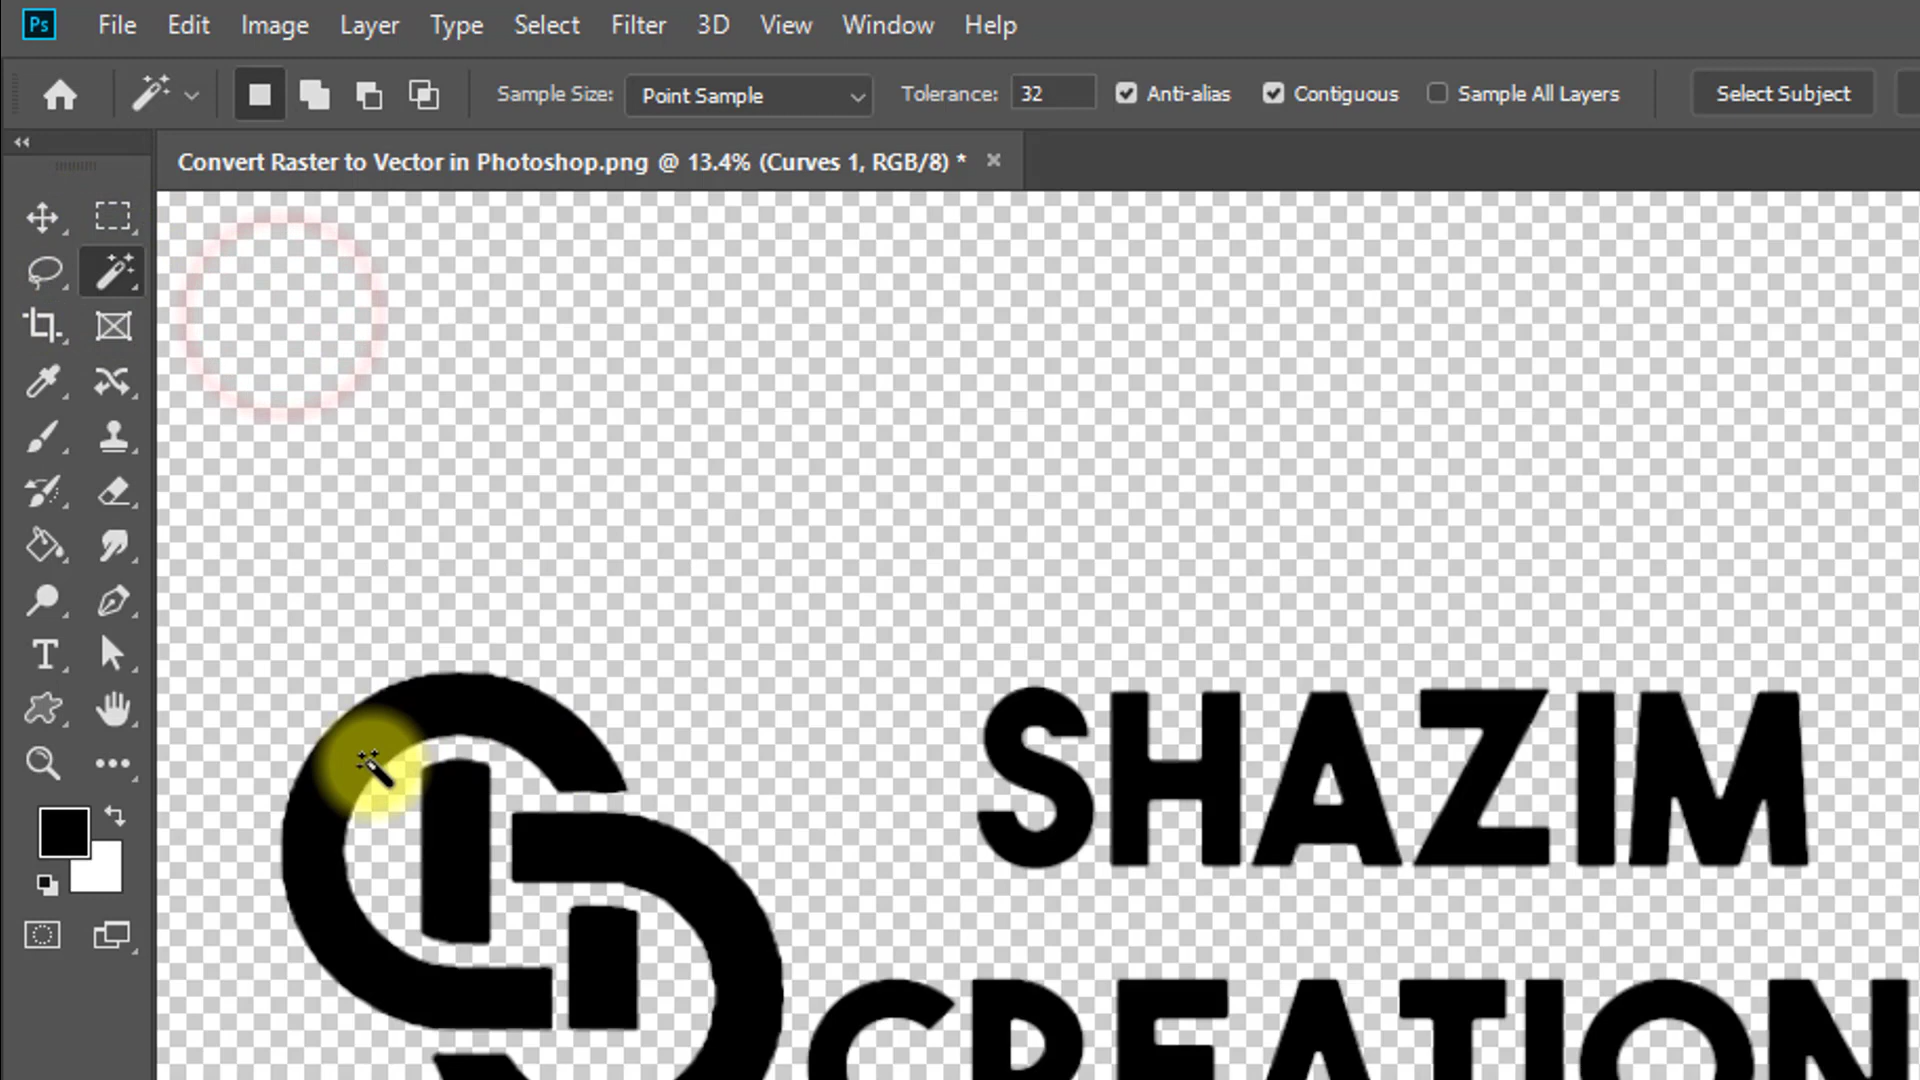 Ps File Edit Image Layer Type Select Filter 3D View Window Help
Sample Size: Point Sample Tolerance: 32 Anti-alias Contiguous Sample All Layers Select Subject
Convert Raster to Vector in Photoshop.png @ 13.4% (Curves 1, RGB/8) *
SHAZIM
CREATION